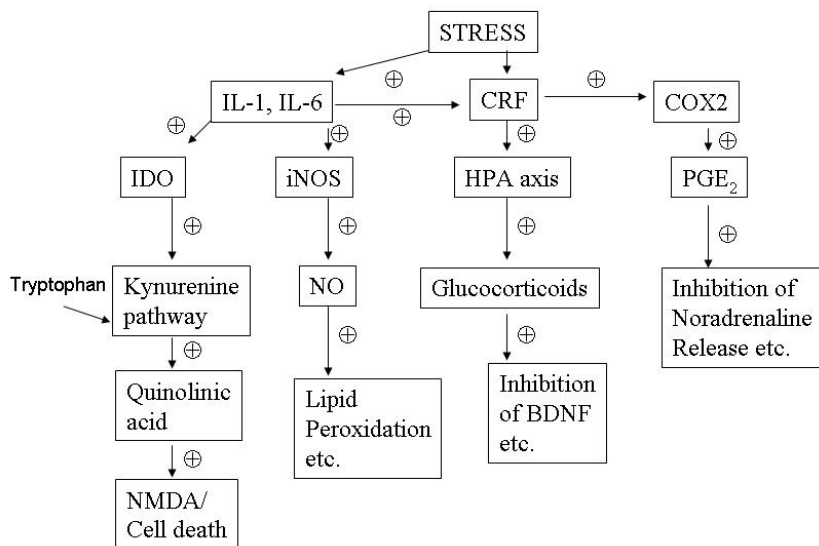 STRESS
IL-1, IL-6
CRF
COX2
IDO
iNOS
HPA axis
PGE₂
Tryptophan
Kynurenine
pathway
NO
Glucocorticoids
Inhibition of
Noradrenaline
Release etc.
Quinolinic
acid
Lipid
Peroxidation
etc.
Inhibition
of BDNF
etc.
NMDA/
Cell death